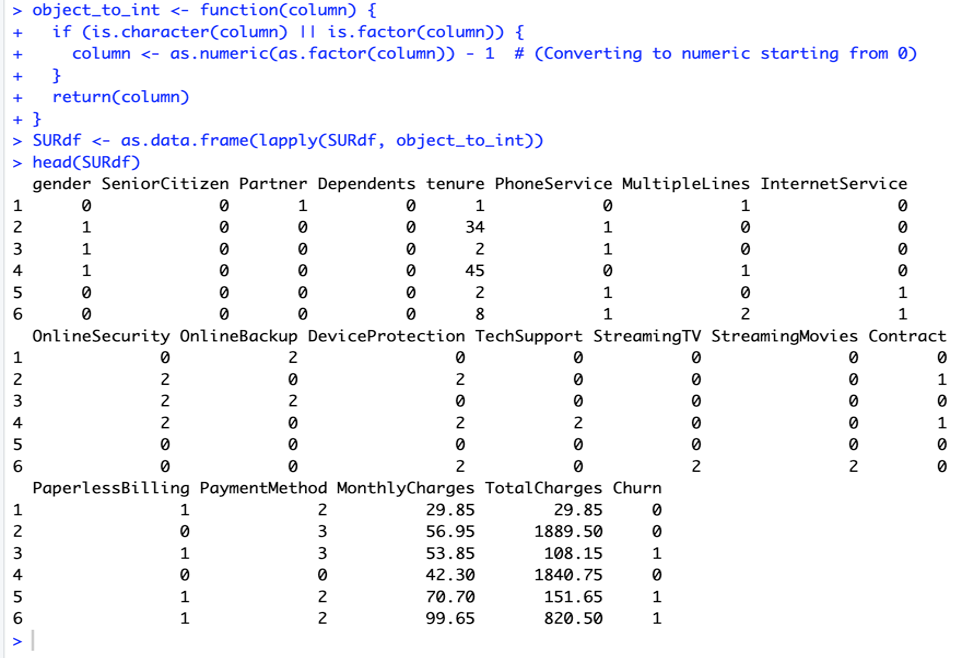 > object_to_int <- function(column) {
+   if (is.character(column) || is.factor(column)) {
+     column <- as.numeric(as.factor(column)) - 1  # (Converting to numeric starting from 0)
+   }
+   return(column)
+ }
> SURdf <- as.data.frame(lapply(SURdf, object_to_int))
> head(SURdf)
  gender SeniorCitizen Partner Dependents tenure PhoneService MultipleLines InternetService
1      0             0       1          0      1            0             1               0
2      1             0       0          0     34            1             0               0
3      1             0       0          0      2            1             0               0
4      1             0       0          0     45            0             1               0
5      0             0       0          0      2            1             0               1
6      0             0       0          0      8            1             2               1
  OnlineSecurity OnlineBackup DeviceProtection TechSupport StreamingTV StreamingMovies Contract
1              0            2                0           0           0               0        0
2              2            0                2           0           0               0        1
3              2            2                0           0           0               0        0
4              2            0                2           2           0               0        1
5              0            0                0           0           0               0        0
6              0            0                2           0           2               2        0
  PaperlessBilling PaymentMethod MonthlyCharges TotalCharges Churn
1                1             2          29.85        29.85     0
2                0             3          56.95      1889.50     0
3                1             3          53.85       108.15     1
4                0             0          42.30      1840.75     0
5                1             2          70.70       151.65     1
6                1             2          99.65       820.50     1
>